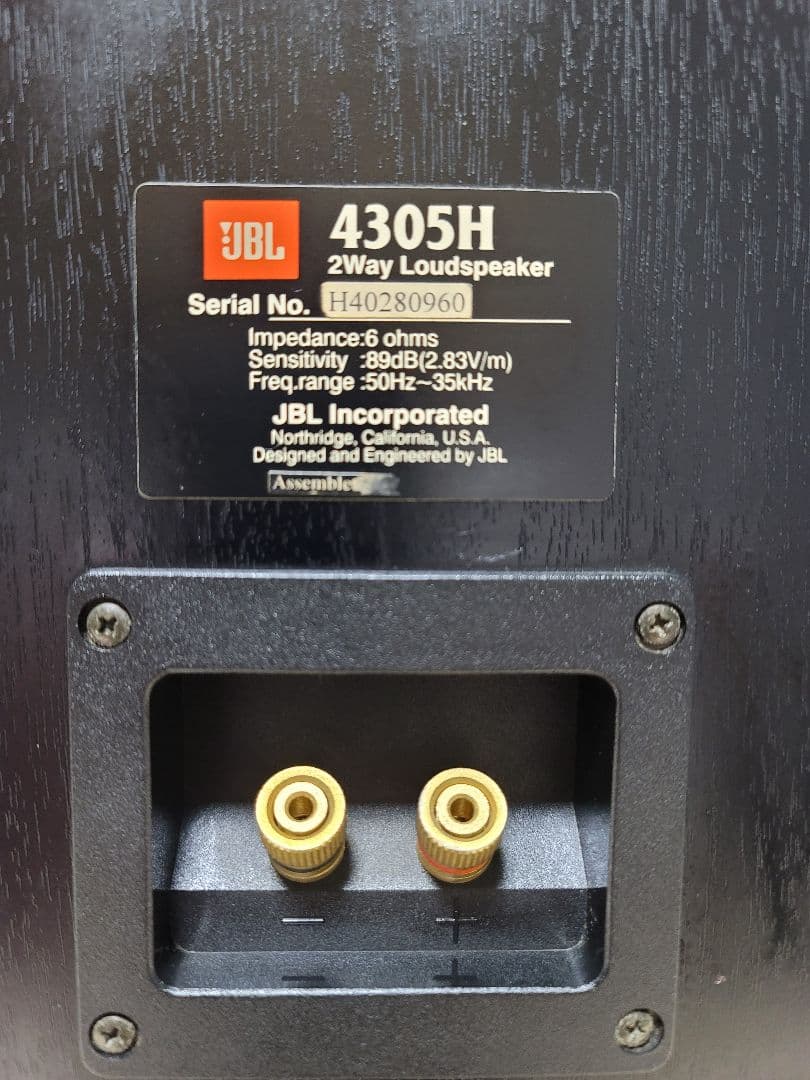 JBL
4305H
2Way Loudspeaker
Serial No. H40280960
Impedance:6 ohms
Sensitivity :89dB(2.83V/m)
Freq.range :50Hz~35kHz
JBL Incorporated
Northridge, California, U.S.A.
Designed and Engineered by JBL
— +